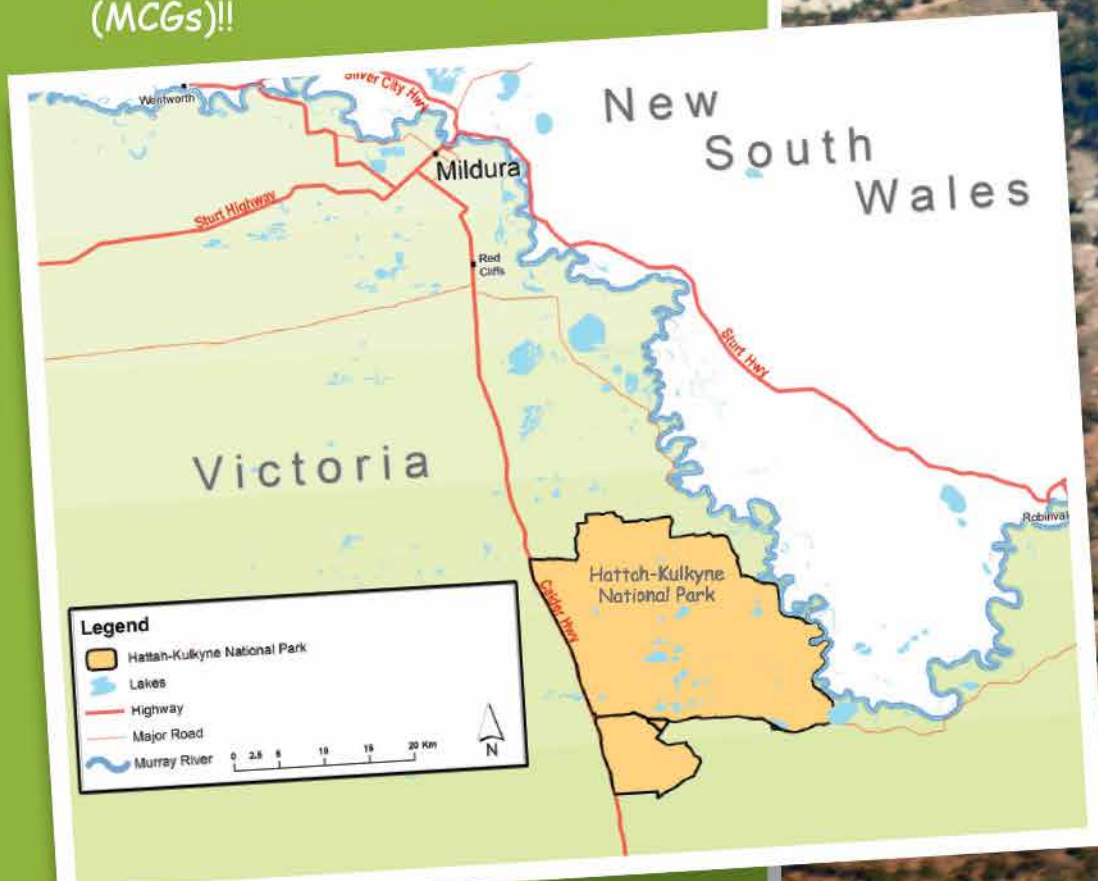 (MCGs)!!
Silver City Hwy
Wentworth
New
South
Wales
Mildura
Sturt Highway
Red
Cliffs
Sturt Hwy
Victoria
Robinval
Hattah-Kulkyne
National Park
Calder Hwy
Legend
Hattah-Kulkyne National Park
Lakes
Highway
Major Road
Murray River
0 2.5 5 10 15 20 Km
N